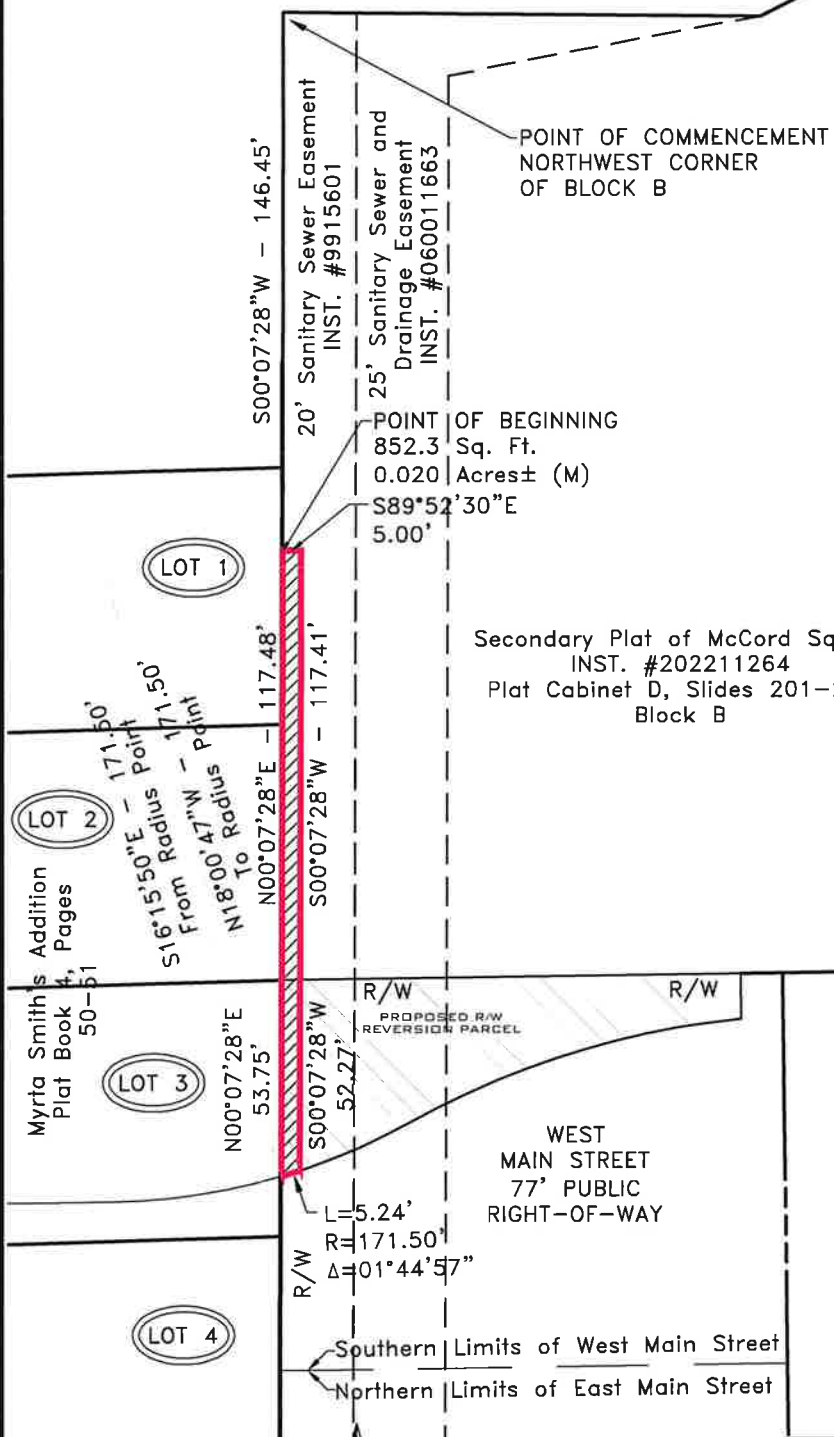 POINT OF COMMENCEMENT
NORTHWEST CORNER
OF BLOCK B
S00°07'28"W - 146.45'
20' Sanitary Sewer Easement
INST. #9915601
25' Sanitary Sewer and
Drainage Easement
INST. #060011663
POINT OF BEGINNING
852.3 Sq. Ft.
0.020 Acres± (M)
S89°52'30"E
5.00'
LOT 1
Secondary Plat of McCord Sq
INST. #202211264
Plat Cabinet D, Slides 201-
Block B
N00°07'28"E - 117.48'
S00°07'28"W - 117.41'
S16°15'50"E - 171.50'
From Radius Point
N18°00'47"W - 171.50'
To Radius Point
LOT 2
Myrta Smith's Addition
Plat Book 4, Pages
50-51
R/W
R/W
PROPOSED R/W
REVERSION PARCEL
N00°07'28"E
53.75'
S00°07'28"W
52.27'
LOT 3
WEST
MAIN STREET
77' PUBLIC
RIGHT-OF-WAY
L=5.24'
R=171.50'
Δ=01°44'57"
R/W
LOT 4
Southern Limits of West Main Street
Northern Limits of East Main Street